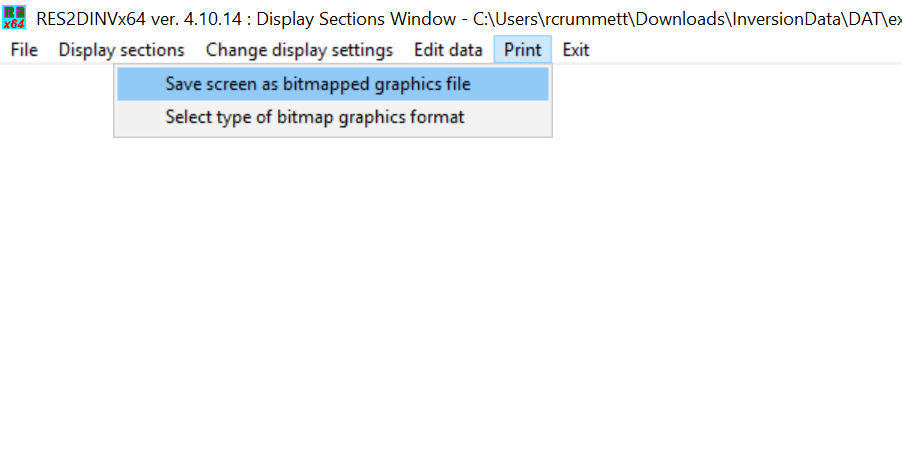 R2 x64 RES2DINVx64 ver. 4.10.14 : Display Sections Window - C:\Users\rcrummett\Downloads\InversionData\DAT\ex
File Display sections Change display settings Edit data Print Exit
Save screen as bitmapped graphics file
Select type of bitmap graphics format